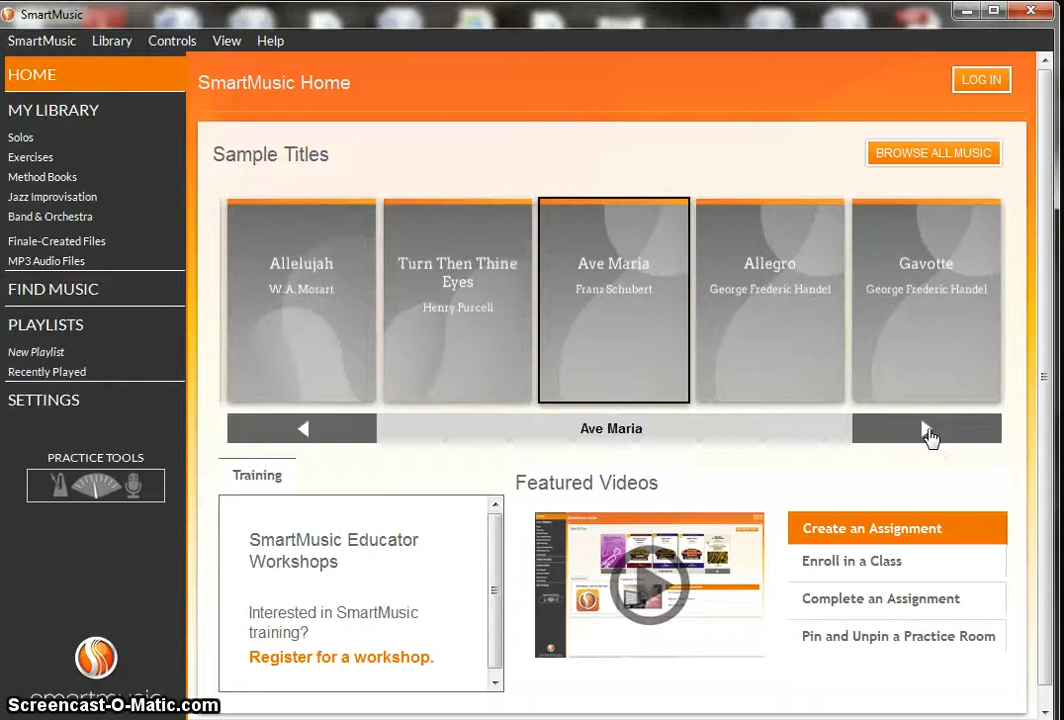 SmartMusic
SmartMusic Library Controls View Help
HOME
MY LIBRARY
Solos
Exercises
Method Books
Jazz Improvisation
Band & Orchestra
Finale-Created Files
MP3 Audio Files
FIND MUSIC
PLAYLISTS
New Playlist
Recently Played
SETTINGS
PRACTICE TOOLS
smartmusic
Screencast-O-Matic.com
SmartMusic Home
LOG IN
Sample Titles
BROWSE ALL MUSIC
Allelujah
W. A. Mozart
Turn Then Thine
Eyes
Henry Purcell
Ave Maria
Franz Schubert
Allegro
George Frederic Handel
Gavotte
George Frederic Handel
Ave Maria
Training
SmartMusic Educator
Workshops
Interested in SmartMusic
training?
Register for a workshop.
Featured Videos
Create an Assignment
Enroll in a Class
Complete an Assignment
Pin and Unpin a Practice Room